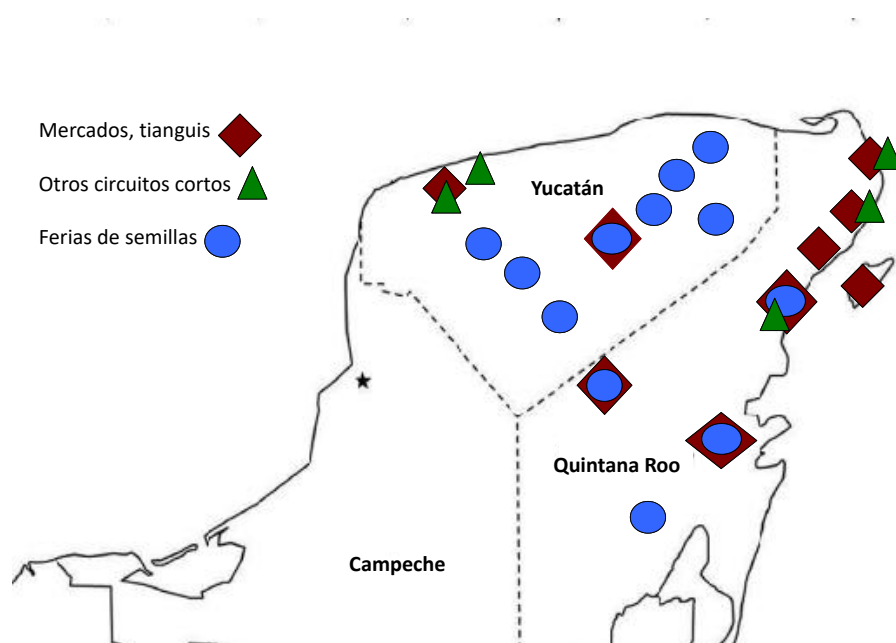 Mercados, tianguis
Otros circuitos cortos
Ferias de semillas
Yucatán
Quintana Roo
Campeche